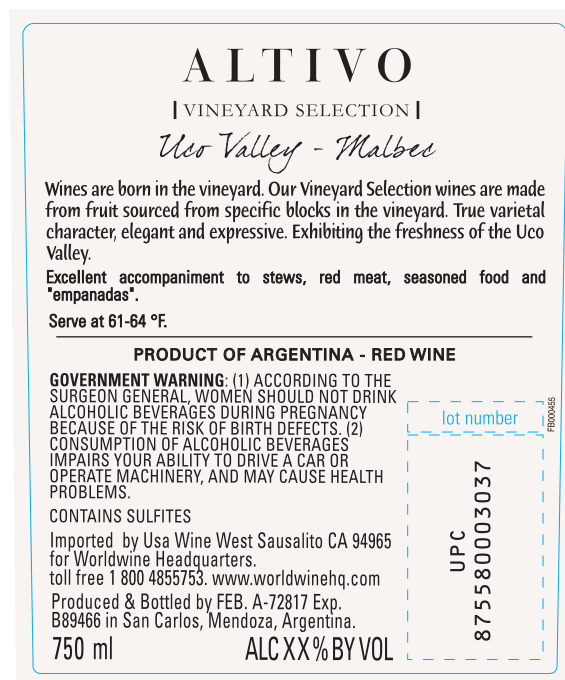 ALTIVO
VINEYARD SELECTION
Uco Valley - Malbec
Wines are born in the vineyard. Our Vineyard Selection wines are made
from fruit sourced from specific blocks in the vineyard. True varietal
character, elegant and expressive. Exhibiting the freshness of the Uco
Valley.
Excellent accompaniment to stews, red meat, seasoned food and
"empanadas".
Serve at 61-64 °F.
PRODUCT OF ARGENTINA - RED WINE
GOVERNMENT WARNING: (1) ACCORDING TO THE
SURGEON GENERAL, WOMEN SHOULD NOT DRINK
ALCOHOLIC BEVERAGES DURING PREGNANCY
BECAUSE OF THE RISK OF BIRTH DEFECTS. (2)
CONSUMPTION OF ALCOHOLIC BEVERAGES
IMPAIRS YOUR ABILITY TO DRIVE A CAR OR
OPERATE MACHINERY, AND MAY CAUSE HEALTH
PROBLEMS.
CONTAINS SULFITES
Imported by Usa Wine West Sausalito CA 94965
for Worldwine Headquarters.
toll free 1 800 4855753. www.worldwinehq.com
Produced & Bottled by FEB. A-72817 Exp.
B89466 in San Carlos, Mendoza, Argentina.
750 ml ALC XX % BY VOL
lot number
FB000455
UPC
875580003037